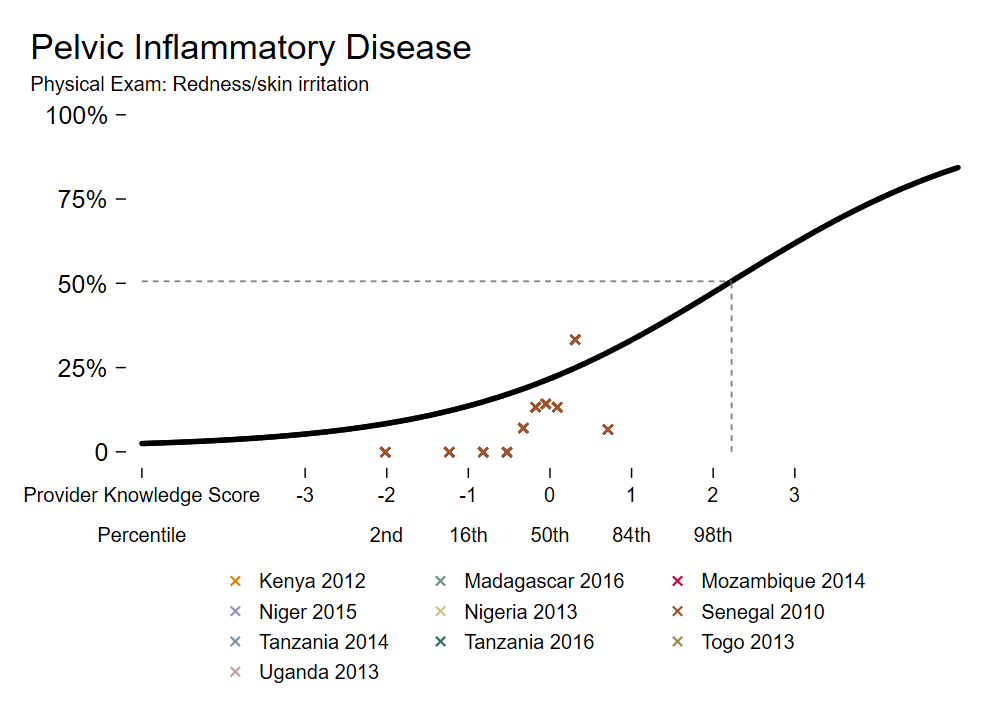 Pelvic Inflammatory Disease
Physical Exam: Redness/skin irritation
100%
75%
50%
25%
0
Provider Knowledge Score -3 -2 -1 0 1 2 3
Percentile 2nd 16th 50th 84th 98th
Kenya 2012 Madagascar 2016 Mozambique 2014
Niger 2015 Nigeria 2013 Senegal 2010
Tanzania 2014 Tanzania 2016 Togo 2013
Uganda 2013